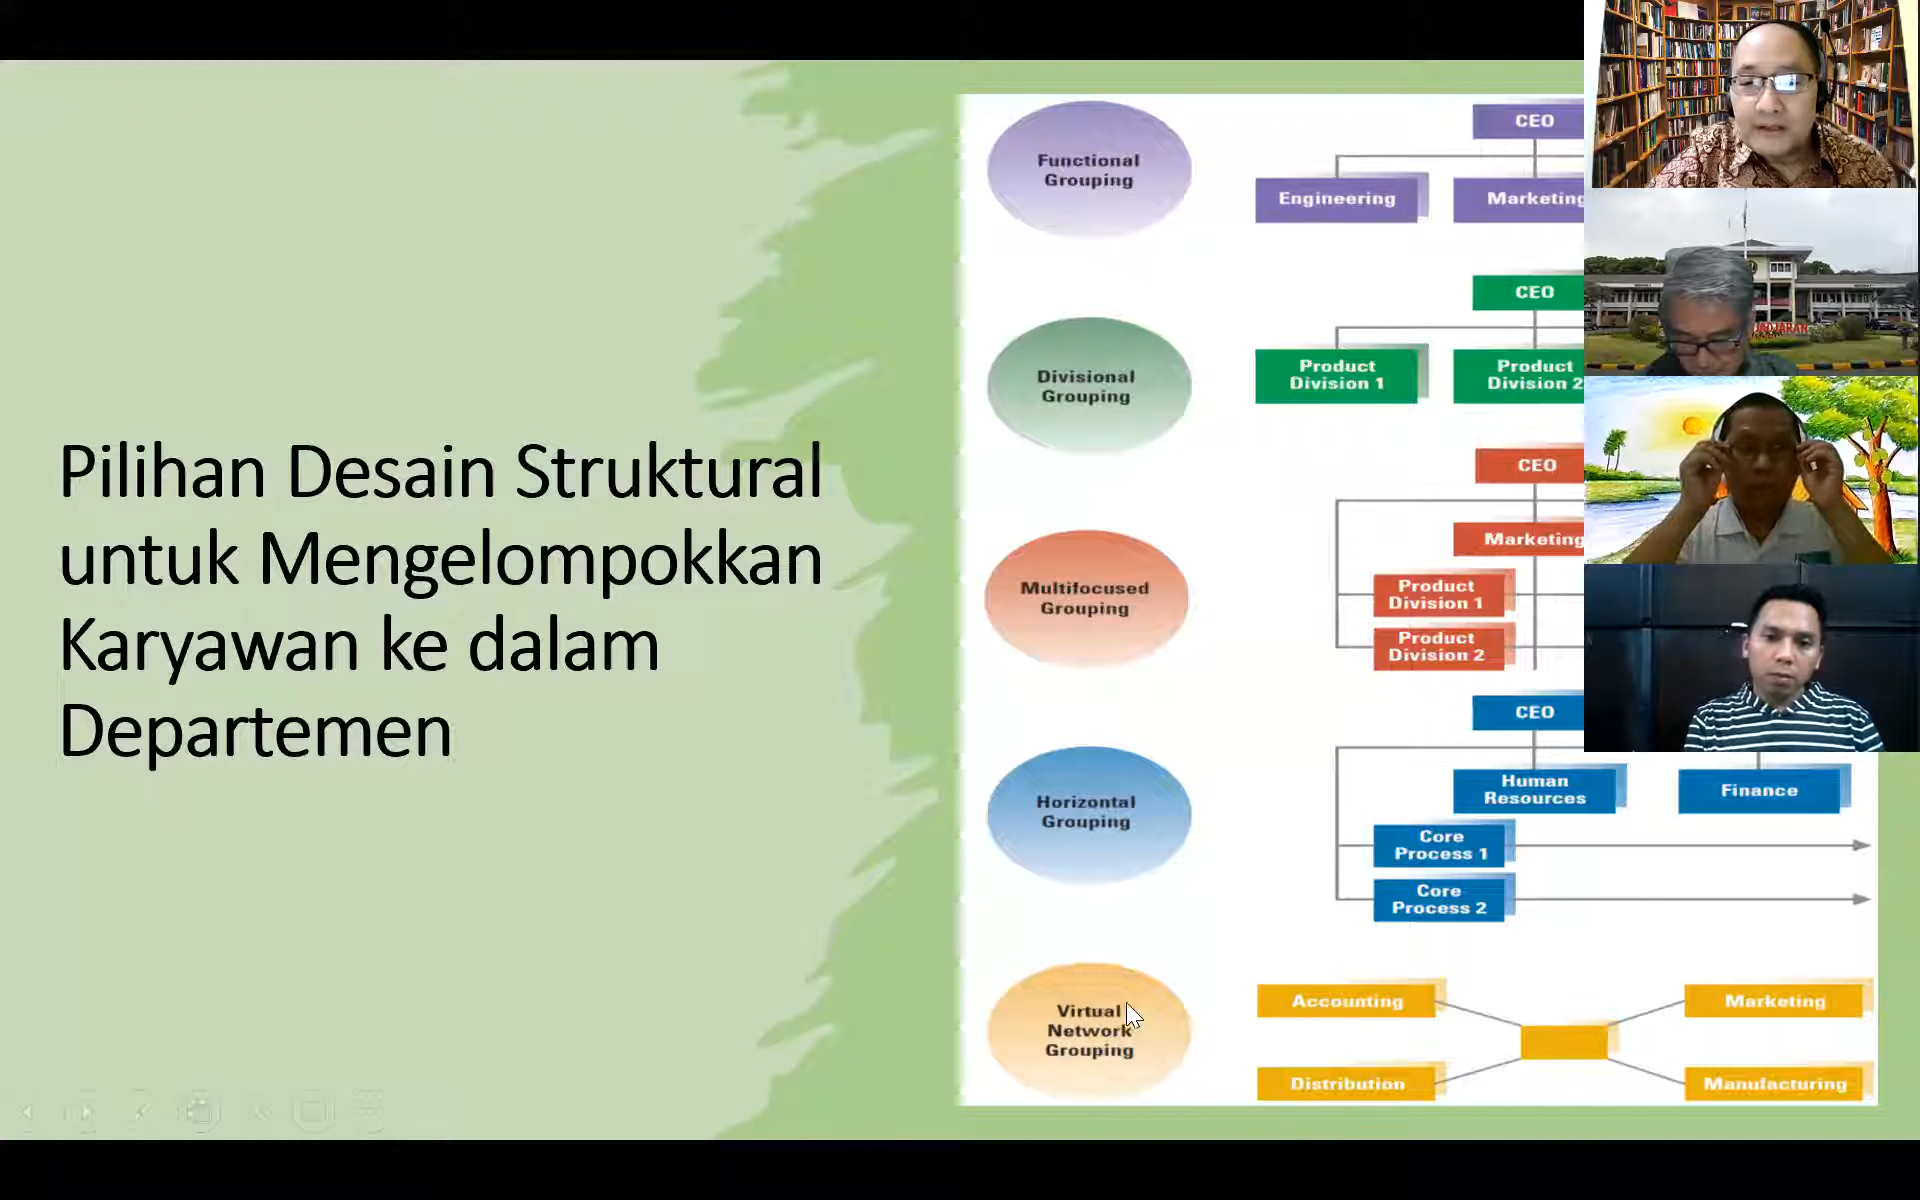 Pilihan Desain Struktural
untuk Mengelompokkan
Karyawan ke dalam
Departemen
Functional
Grouping
CEO
Engineering
Marketing
Divisional
Grouping
CEO
Product
Division 1
Product
Division 2
Multifocused
Grouping
CEO
Marketing
Product
Division 1
Product
Division 2
Horizontal
Grouping
CEO
Human
Resources
Finance
Core
Process 1
Core
Process 2
Virtual
Network
Grouping
Accounting
Marketing
Distribution
Manufacturing